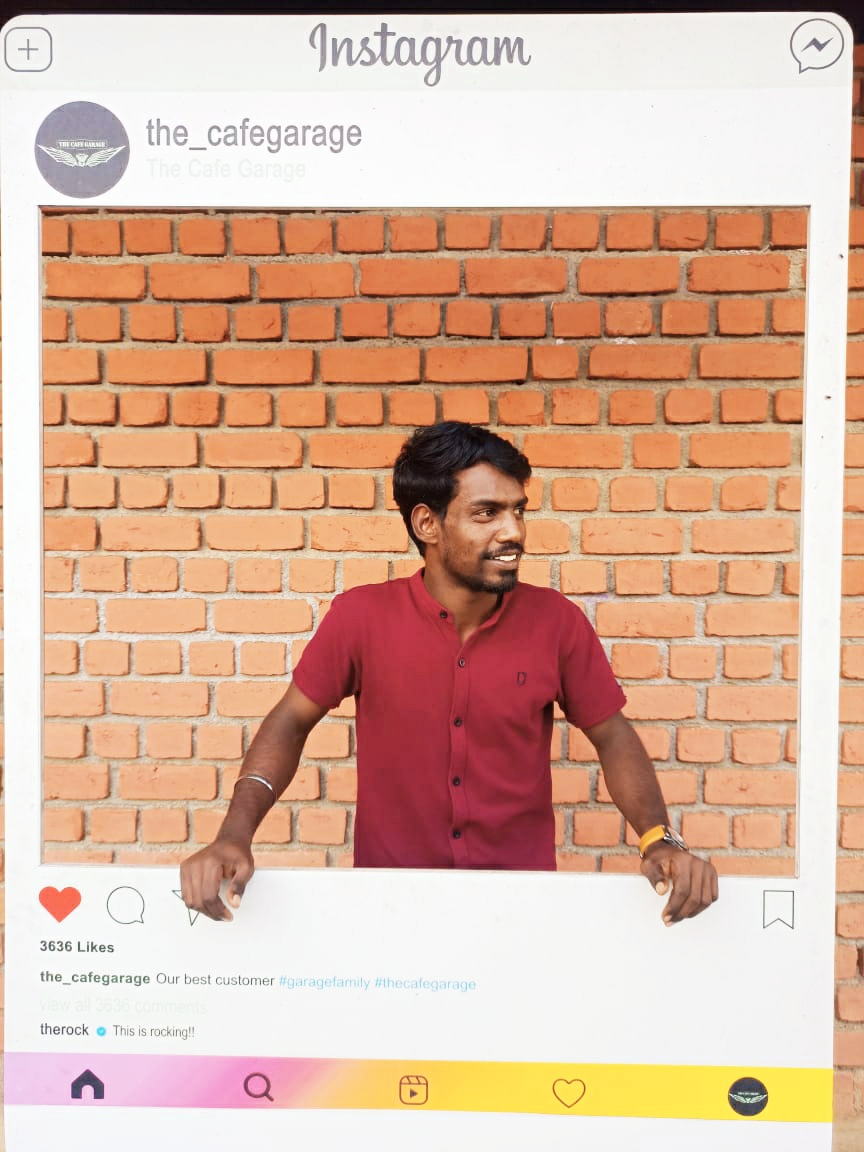 Instagram
THE CAFE GARAGE
the_cafegarage
The Cafe Garage
D
3636 Likes
the_cafegarage Our best customer #garagefamily #thecafegarage
view all 3636 comments
therock This is rocking!!